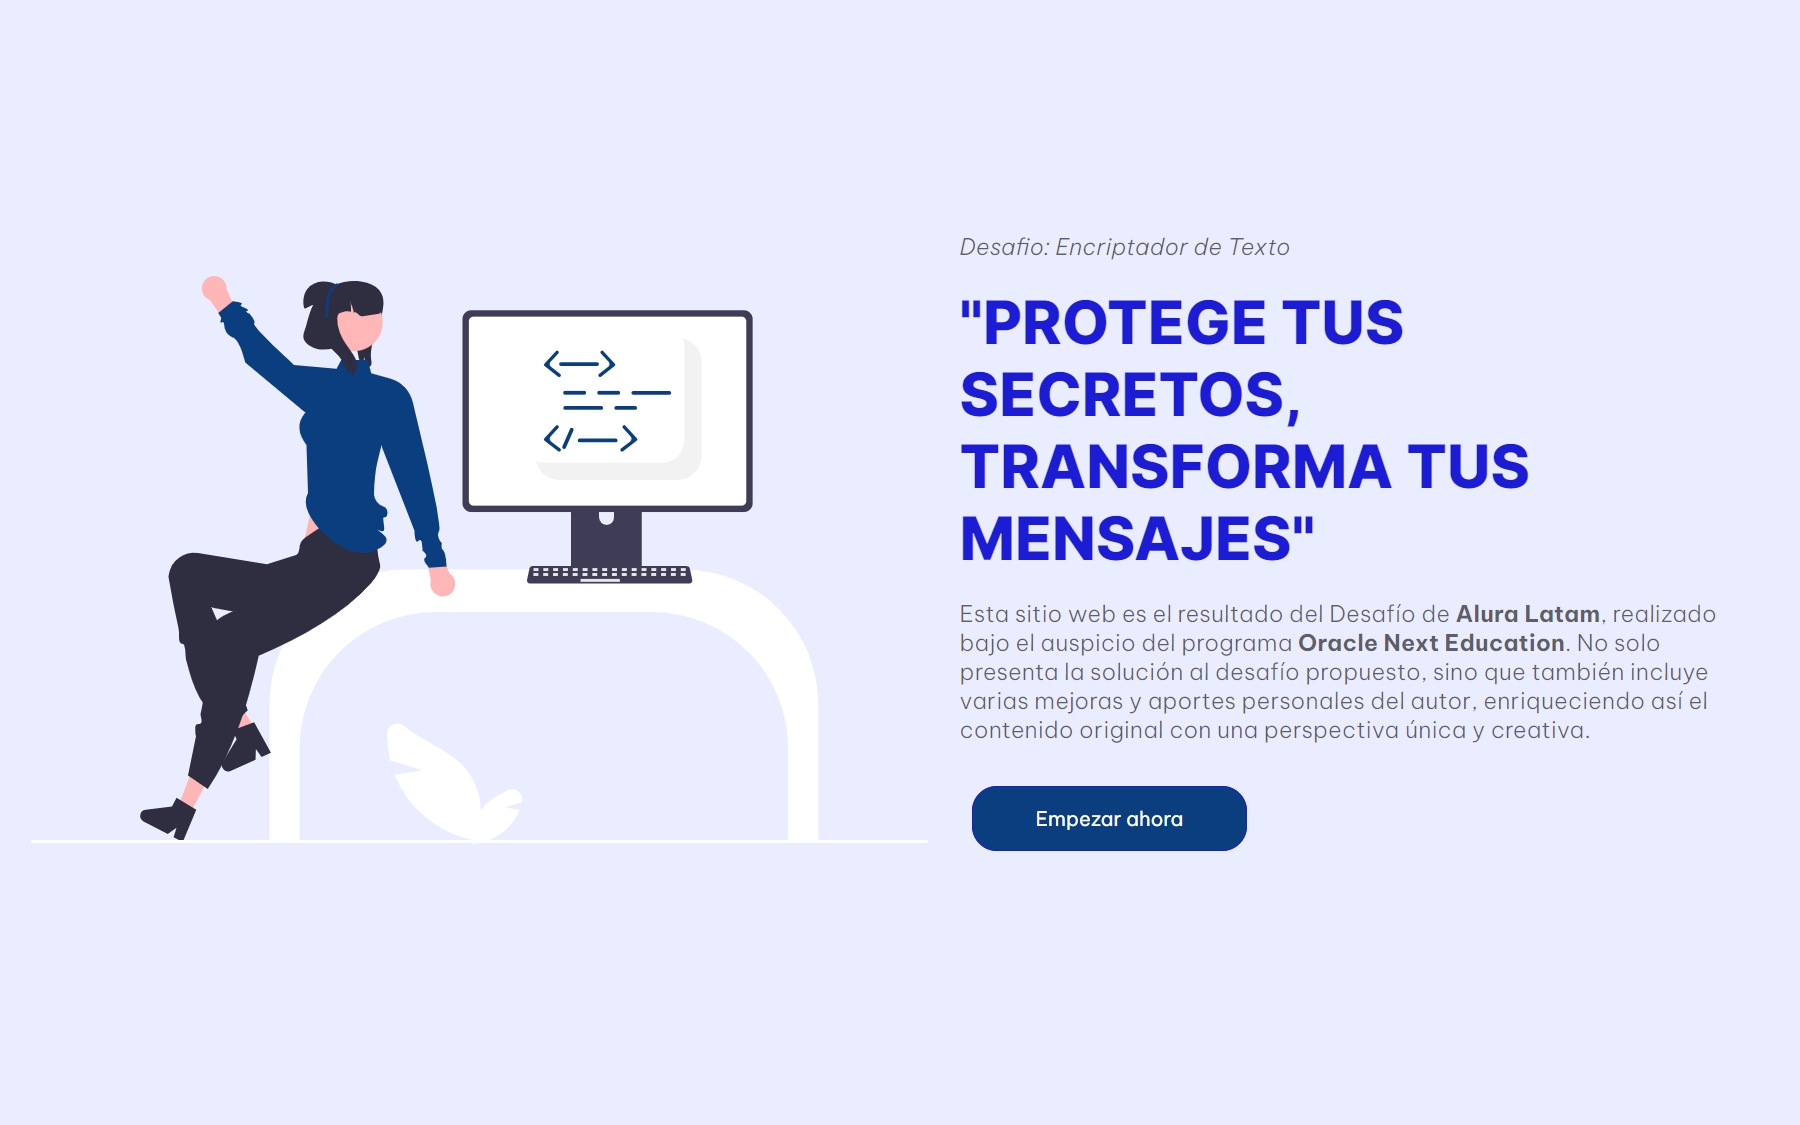 Desafio: Encriptador de Texto
"PROTEGE TUS
SECRETOS,
TRANSFORMA TUS
MENSAJES"
Esta sitio web es el resultado del Desafío de Alura Latam, realizado
bajo el auspicio del programa Oracle Next Education. No solo
presenta la solución al desafío propuesto, sino que también incluye
varias mejoras y aportes personales del autor, enriqueciendo así el
contenido original con una perspectiva única y creativa.
Empezar ahora